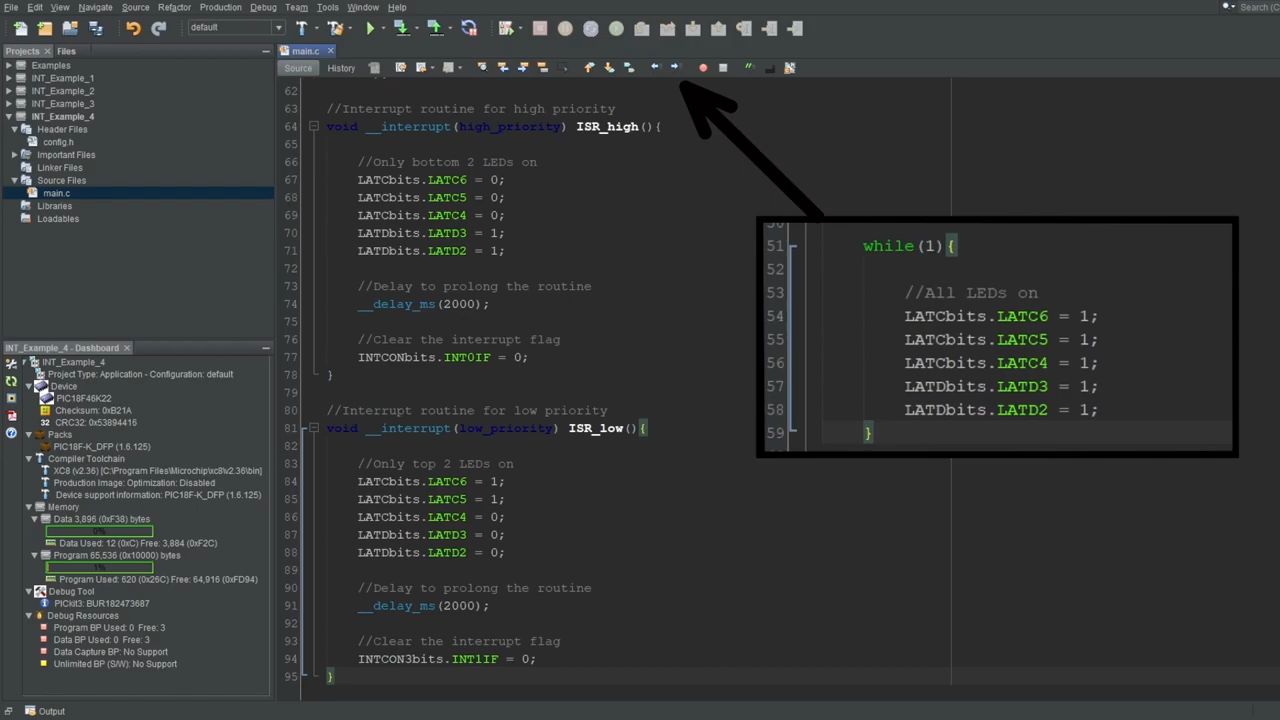 File Edit View Navigate Source Refactor Production Debug Team Tools Window Help
Search (C
default
Projects Files
main.c
Source History
Examples
INT_Example_1
INT_Example_2
INT_Example_3
INT_Example_4
Header Files
config.h
Important Files
Linker Files
Source Files
main.c
Libraries
Loadables
INT_Example_4 - Dashboard
INT_Example_4
Project Type: Application - Configuration: default
Device
PIC18F46K22
Checksum: 0xB21A
CRC32: 0x53894416
Packs
PIC18F-K_DFP (1.6.125)
Compiler Toolchain
XC8 (v2.36) [C:\Program Files\Microchip\xc8\v2.36\bin]
Production Image: Optimization: Disabled
Device support information: PIC18F-K_DFP (1.6.125)
Memory
Data 3,896 (0xF38) bytes
0%
Data Used: 12 (0xC) Free: 3,884 (0xF2C)
Program 65,536 (0x10000) bytes
1%
Program Used: 620 (0x26C) Free: 64,916 (0xFD94)
Debug Tool
PICkit3: BUR182473687
Debug Resources
Program BP Used: 0 Free: 3
Data BP Used: 0 Free: 3
Data Capture BP: No Support
Unlimited BP (S/W): No Support
62
63 //Interrupt routine for high priority
64 void __interrupt(high_priority) ISR_high(){
65
66 //Only bottom 2 LEDs on
67 LATCbits.LATC6 = 0;
68 LATCbits.LATC5 = 0;
69 LATCbits.LATC4 = 0;
70 LATDbits.LATD3 = 1;
71 LATDbits.LATD2 = 1;
72
73 //Delay to prolong the routine
74 __delay_ms(2000);
75
76 //Clear the interrupt flag
77 INTCONbits.INT0IF = 0;
78 }
79
80 //Interrupt routine for low priority
81 void __interrupt(low_priority) ISR_low(){
82
83 //Only top 2 LEDs on
84 LATCbits.LATC6 = 1;
85 LATCbits.LATC5 = 1;
86 LATCbits.LATC4 = 0;
87 LATDbits.LATD3 = 0;
88 LATDbits.LATD2 = 0;
89
90 //Delay to prolong the routine
91 __delay_ms(2000);
92
93 //Clear the interrupt flag
94 INTCON3bits.INT1IF = 0;
95 }
51 while(1){
52
53 //All LEDs on
54 LATCbits.LATC6 = 1;
55 LATCbits.LATC5 = 1;
56 LATCbits.LATC4 = 1;
57 LATDbits.LATD3 = 1;
58 LATDbits.LATD2 = 1;
59 }
Output